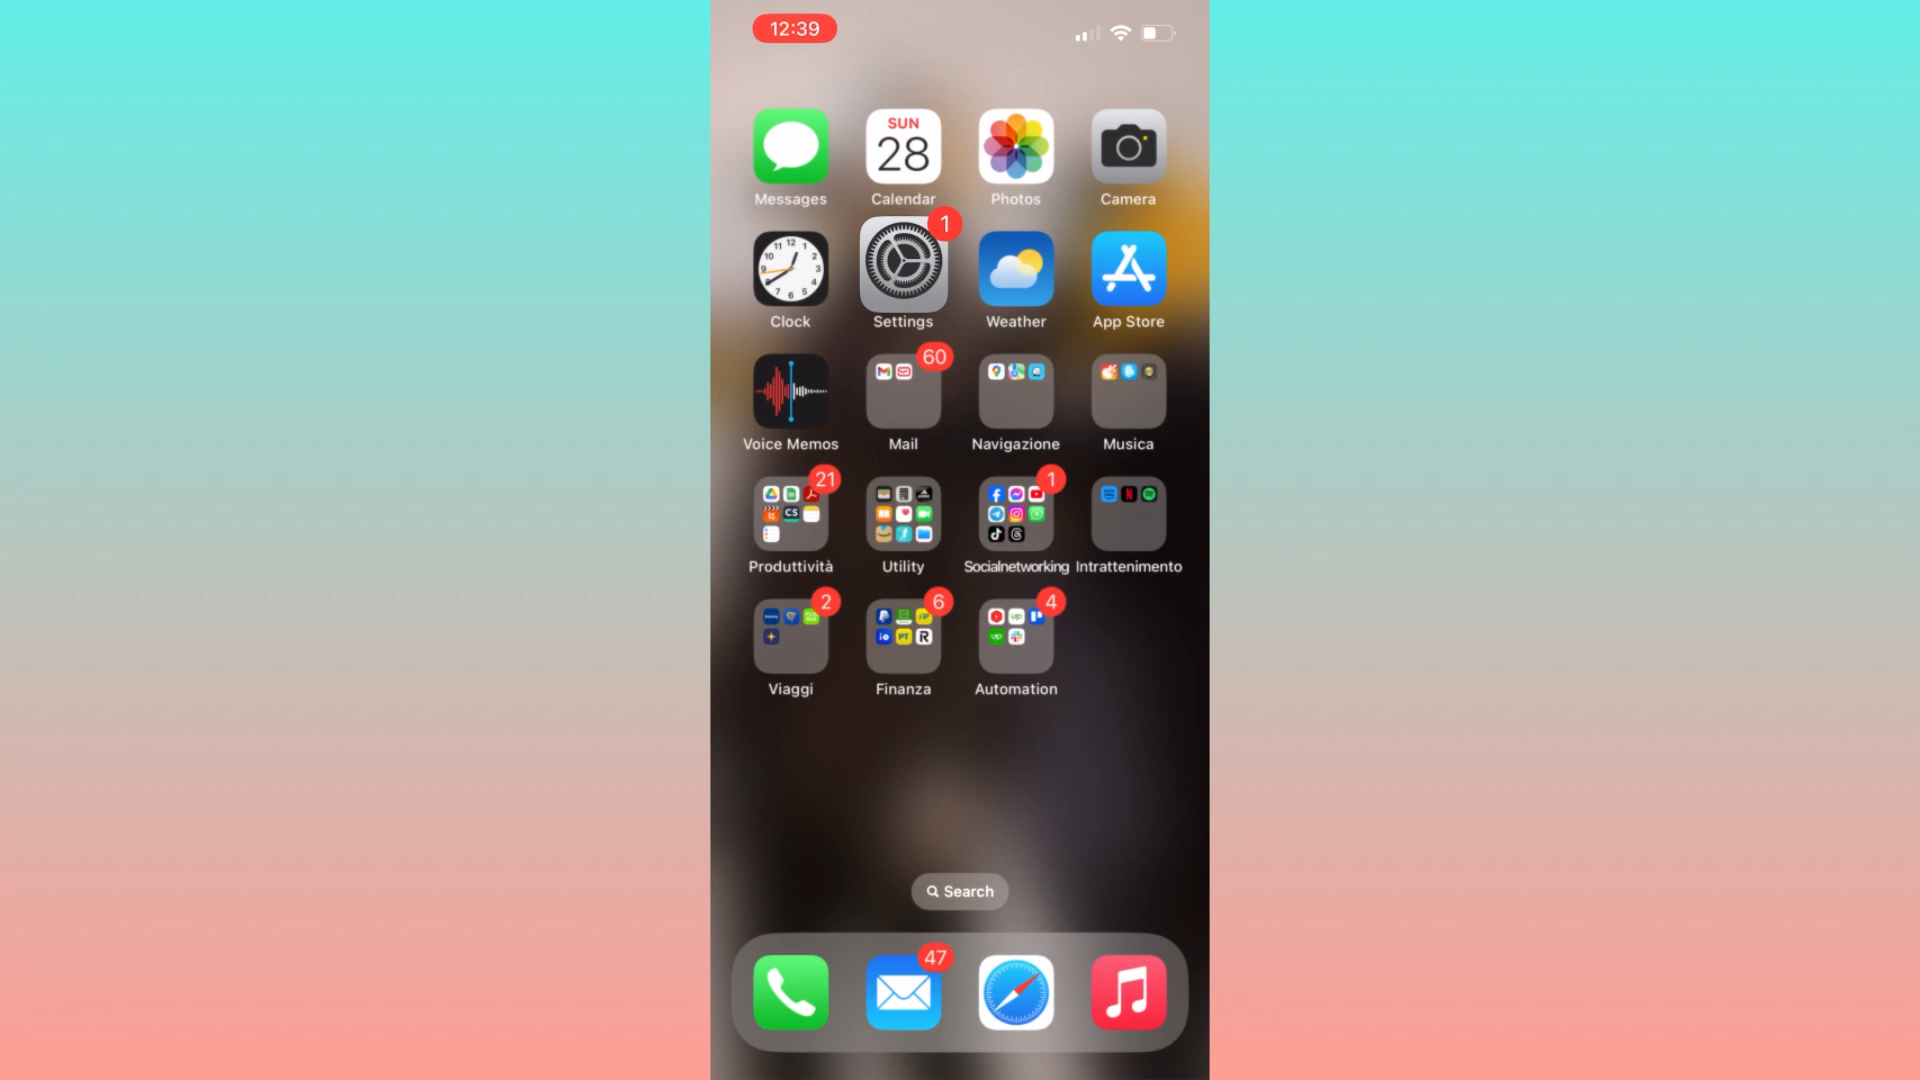 12:39
SUN
28
Messages
Calendar
Photos
Camera
1
Clock
Settings
Weather
App Store
60
Voice Memos
Mail
Navigazione
Musica
21
1
CS
Produttività
Utility
Socialnetworking
Intrattenimento
2
6
4
Viaggi
Finanza
Automation
Search
47